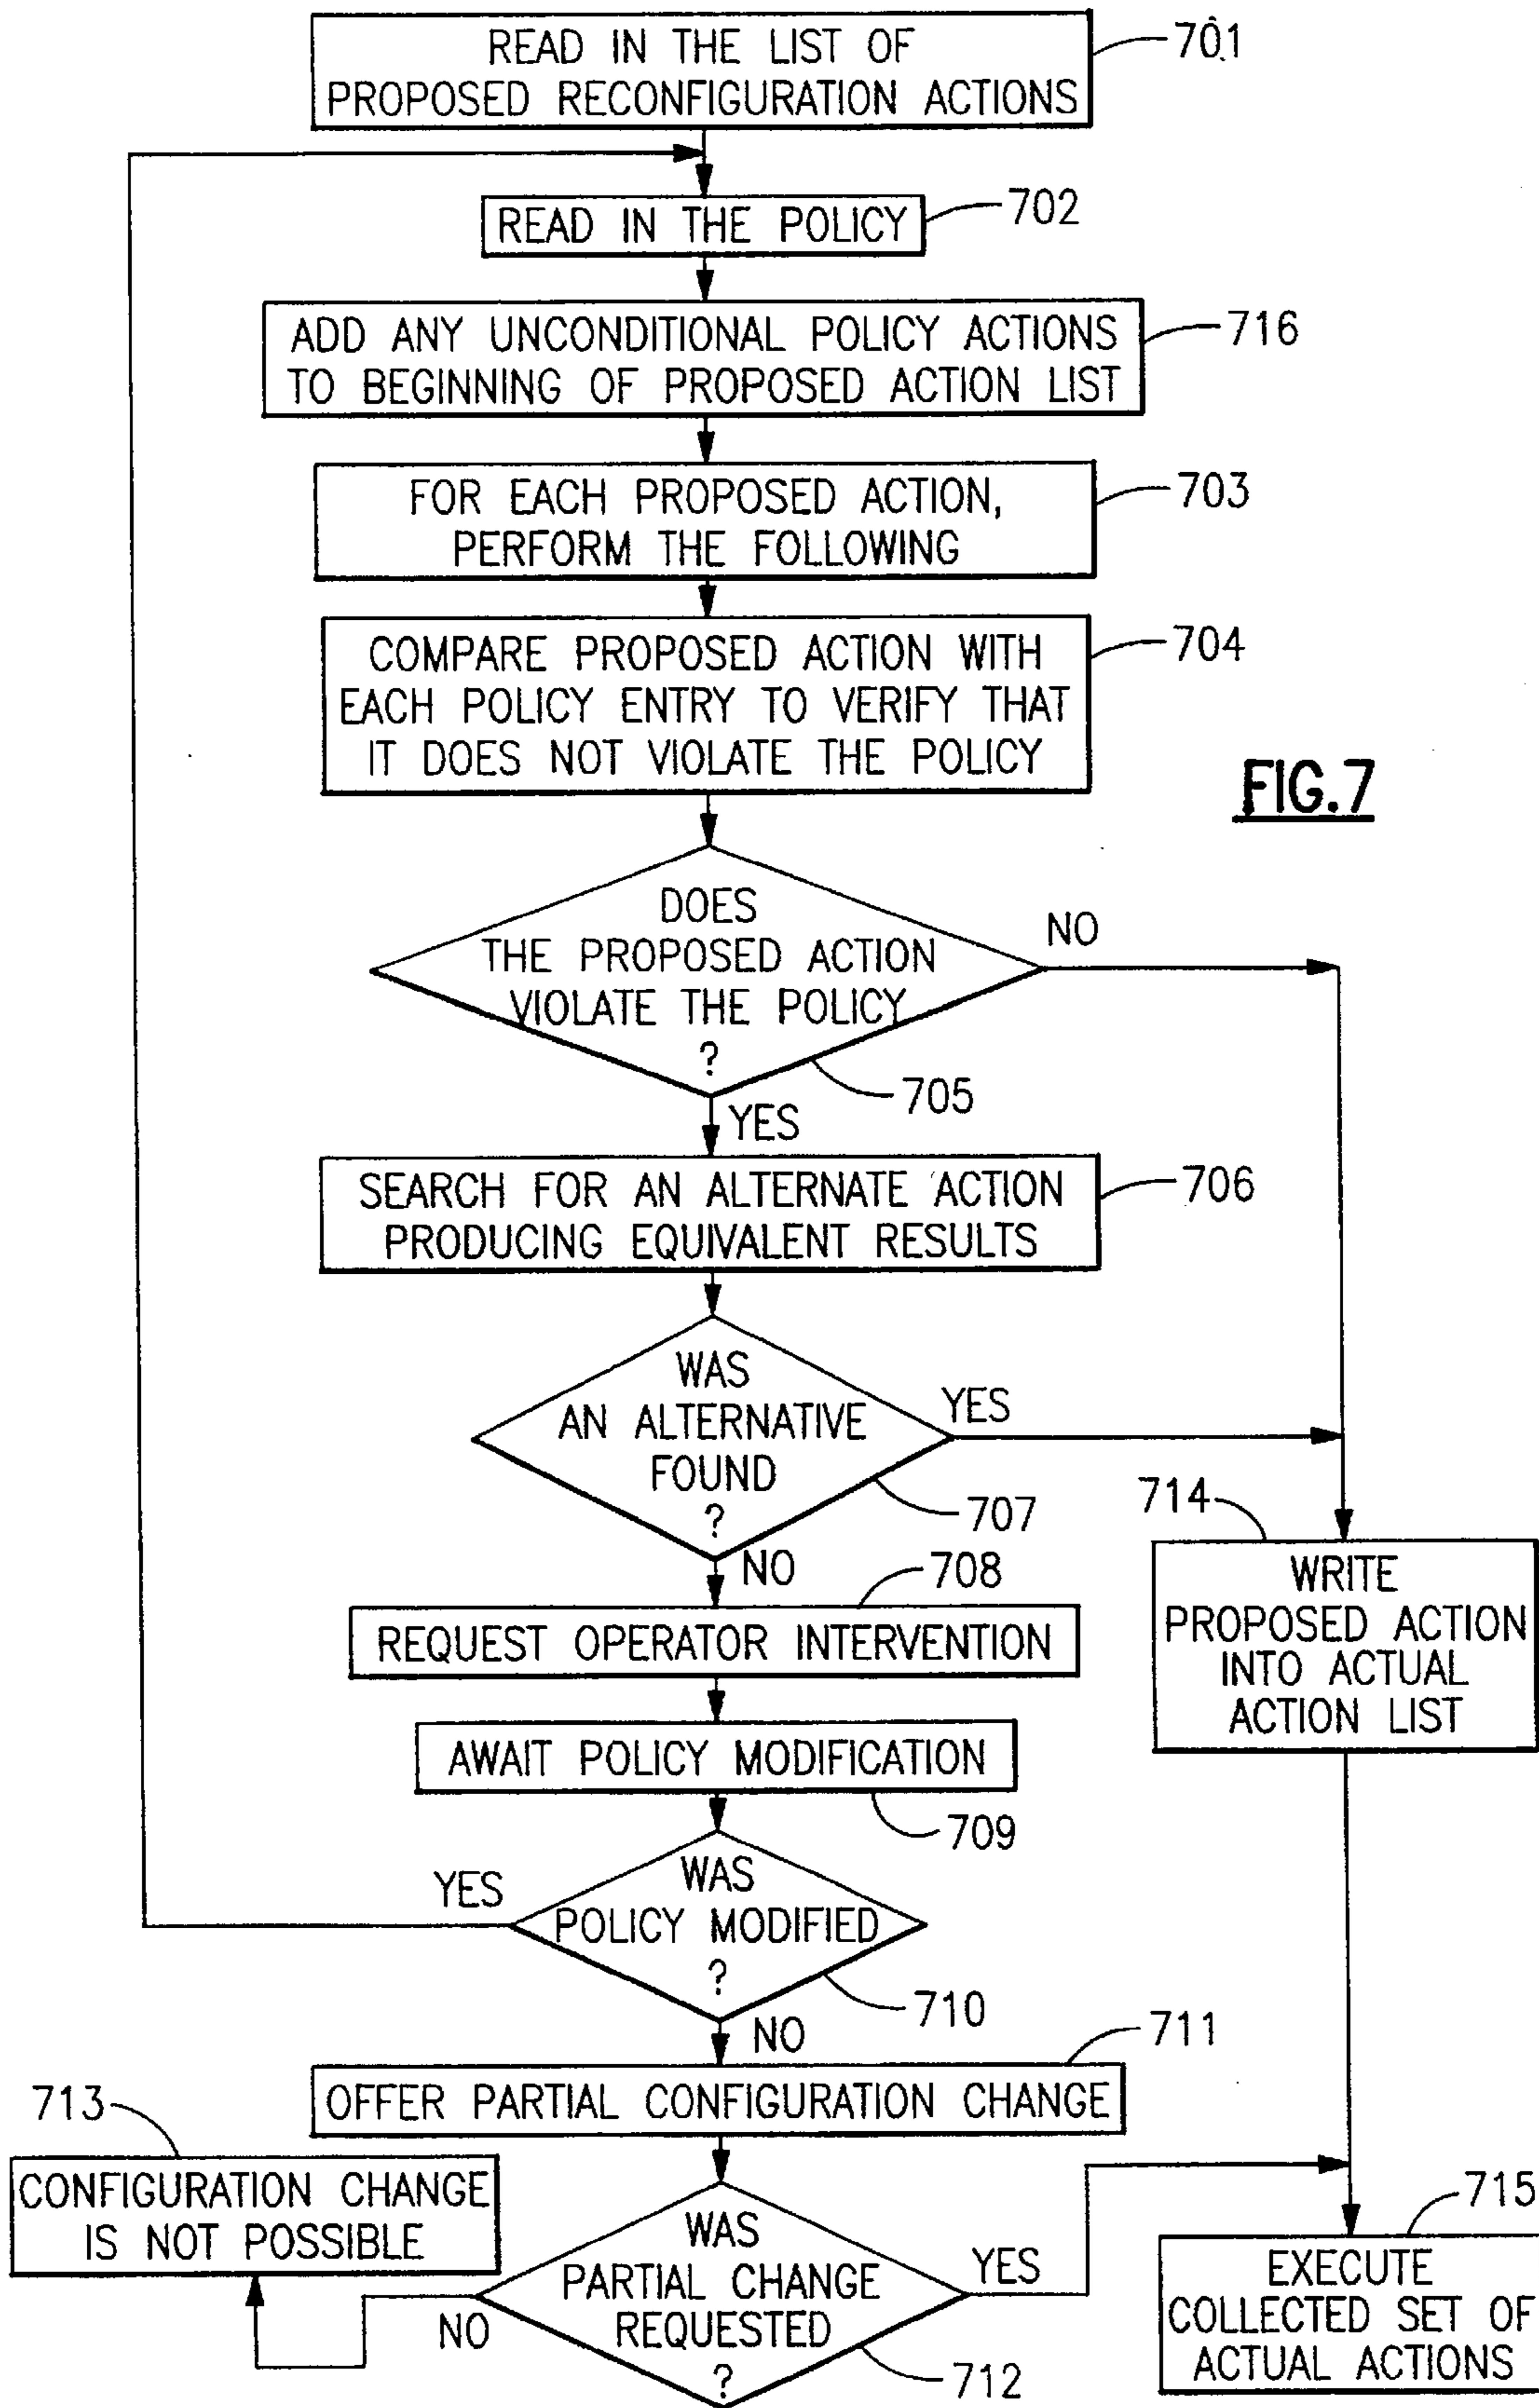 READ IN THE LIST OF
PROPOSED RECONFIGURATION ACTIONS
701
READ IN THE POLICY
702
ADD ANY UNCONDITIONAL POLICY ACTIONS
TO BEGINNING OF PROPOSED ACTION LIST
716
FOR EACH PROPOSED ACTION,
PERFORM THE FOLLOWING
703
COMPARE PROPOSED ACTION WITH
EACH POLICY ENTRY TO VERIFY THAT
IT DOES NOT VIOLATE THE POLICY
704
FIG.7
DOES
THE PROPOSED ACTION
VIOLATE THE POLICY
?
NO
705
YES
SEARCH FOR AN ALTERNATE ACTION
PRODUCING EQUIVALENT RESULTS
706
WAS
AN ALTERNATIVE
FOUND
?
YES
707
NO
714
WRITE
PROPOSED ACTION
INTO ACTUAL
ACTION LIST
708
REQUEST OPERATOR INTERVENTION
AWAIT POLICY MODIFICATION
709
WAS
POLICY MODIFIED
?
YES
710
NO
711
OFFER PARTIAL CONFIGURATION CHANGE
713
CONFIGURATION CHANGE
IS NOT POSSIBLE
WAS
PARTIAL CHANGE
REQUESTED
?
NO
YES
712
715
EXECUTE
COLLECTED SET OF
ACTUAL ACTIONS